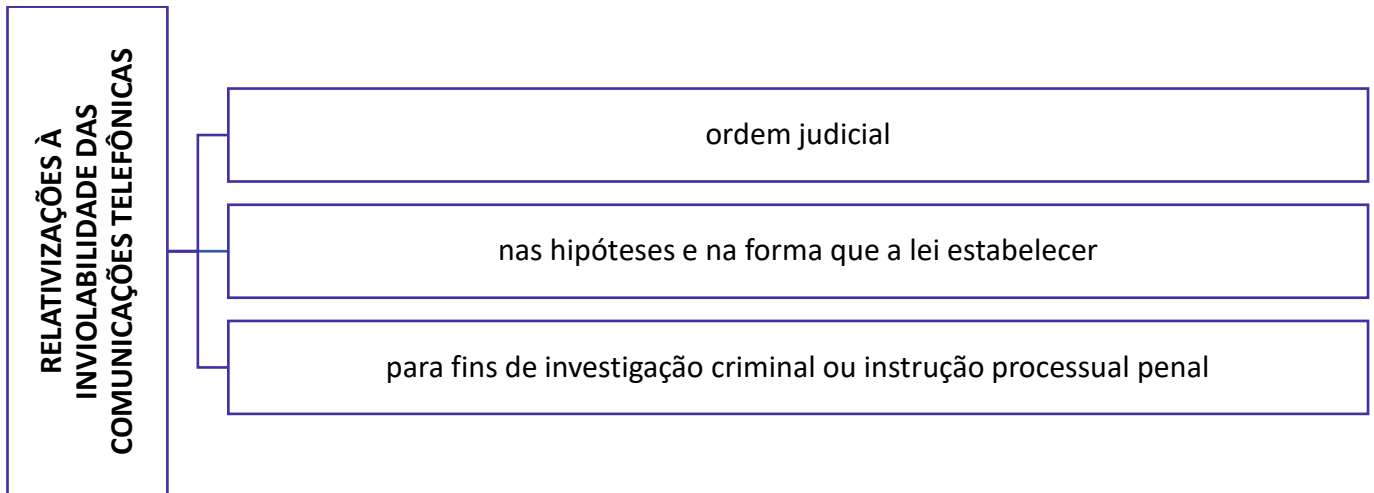 RELATIVIZAÇÕES À
INVIOLABILIDADE DAS
COMUNICAÇÕES TELEFÔNICAS
ordem judicial
nas hipóteses e na forma que a lei estabelecer
para fins de investigação criminal ou instrução processual penal